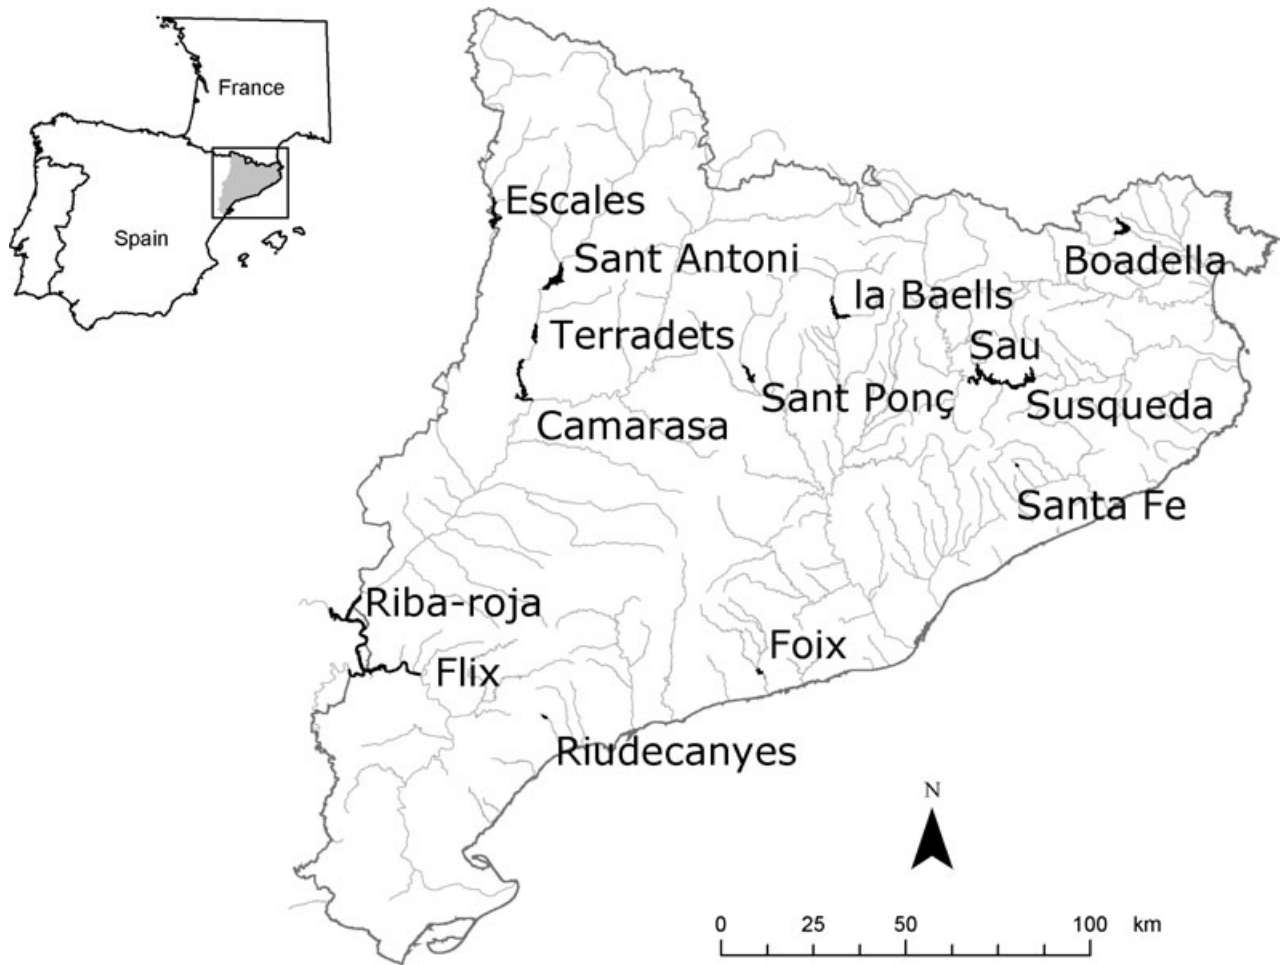 France
Spain
Escales
Sant Antoni
Boadella
la Baells
Terradets
Sau
Sant Ponç
Susqueda
Camarasa
Santa Fe
Riba-roja
Foix
Flix
Riudecanyes
N
0 25 50 100 km